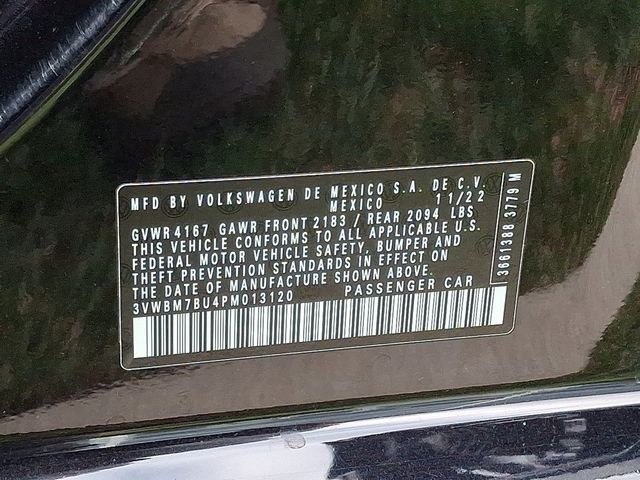 MFD BY VOLKSWAGEN DE MEXICO S.A. DE C.V.
MEXICO 11/22
GVWR 4167 GAWR FRONT 2183 / REAR 2094 LBS
THIS VEHICLE CONFORMS TO ALL APPLICABLE U.S.
FEDERAL MOTOR VEHICLE SAFETY, BUMPER AND
THEFT PREVENTION STANDARDS IN EFFECT ON
THE DATE OF MANUFACTURE SHOWN ABOVE.
3VWBM7BU4PM013120 PASSENGER CAR
36611388 3779 M